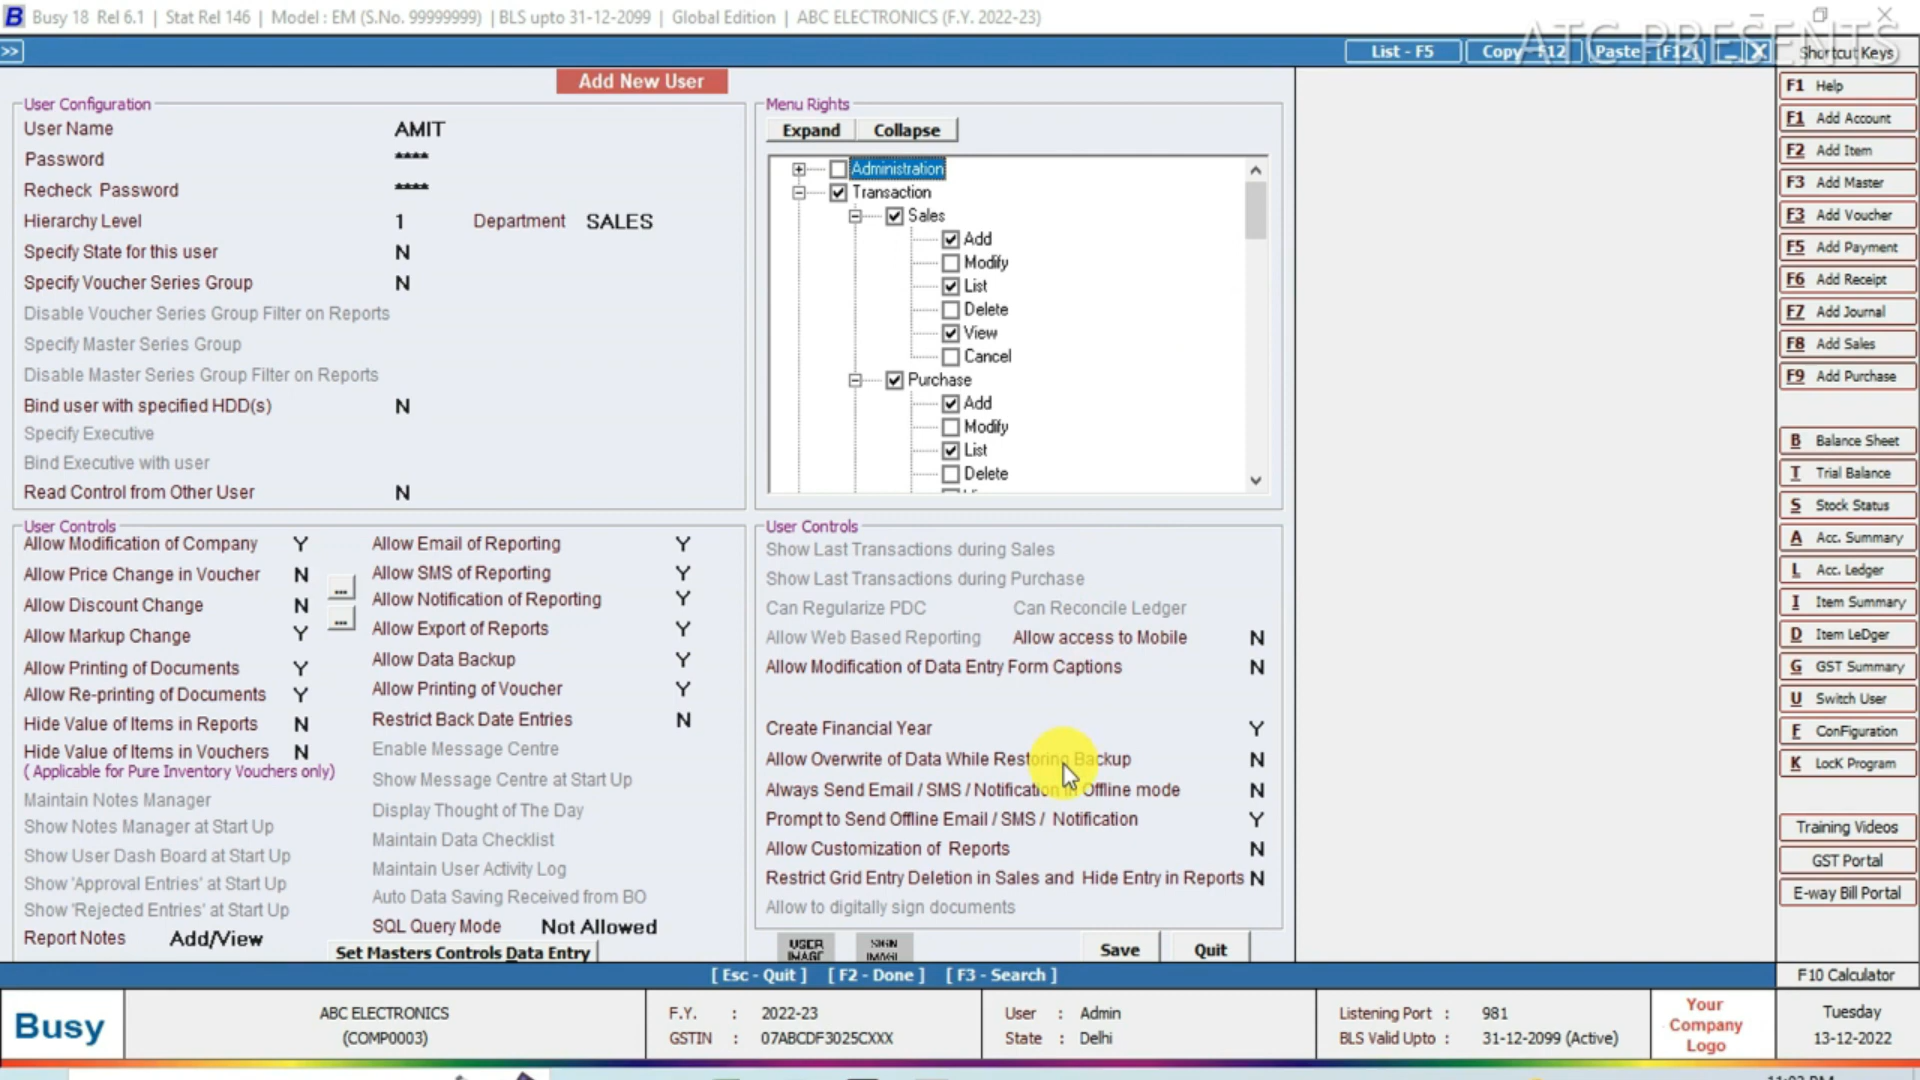 Busy 18 Rel 6.1 | Stat Rel 146 | Model : EM (S.No. 99999999) | BLS upto 31-12-2099 | Global Edition | ABC ELECTRONICS (F.Y. 2022-23)
ATC PRESENTS
>> List - F5 Copy - F12 Paste - [F12] Shortcut Keys
Add New User
User Configuration
User Name AMIT
Password ****
Recheck Password ****
Hierarchy Level 1 Department SALES
Specify State for this user N
Specify Voucher Series Group N
Disable Voucher Series Group Filter on Reports
Specify Master Series Group
Disable Master Series Group Filter on Reports
Bind user with specified HDD(s) N
Specify Executive
Bind Executive with user
Read Control from Other User N
Menu Rights
Expand Collapse
Administration
Transaction
Sales
Add
Modify
List
Delete
View
Cancel
Purchase
Add
Modify
List
Delete
User Controls
Allow Modification of Company Y
Allow Price Change in Voucher N ...
Allow Discount Change N ...
Allow Markup Change Y
Allow Printing of Documents Y
Allow Re-printing of Documents Y
Hide Value of Items in Reports N
Hide Value of Items in Vouchers N
( Applicable for Pure Inventory Vouchers only)
Maintain Notes Manager
Show Notes Manager at Start Up
Show User Dash Board at Start Up
Show 'Approval Entries' at Start Up
Show 'Rejected Entries' at Start Up
Report Notes Add/View
Allow Email of Reporting Y
Allow SMS of Reporting Y
Allow Notification of Reporting Y
Allow Export of Reports Y
Allow Data Backup Y
Allow Printing of Voucher Y
Restrict Back Date Entries N
Enable Message Centre
Show Message Centre at Start Up
Display Thought of The Day
Maintain Data Checklist
Maintain User Activity Log
Auto Data Saving Received from BO
SQL Query Mode Not Allowed
Set Masters Controls Data Entry
User Controls
Show Last Transactions during Sales
Show Last Transactions during Purchase
Can Regularize PDC Can Reconcile Ledger
Allow Web Based Reporting Allow access to Mobile N
Allow Modification of Data Entry Form Captions N
Create Financial Year Y
Allow Overwrite of Data While Restoring Backup N
Always Send Email / SMS / Notification in Offline mode N
Prompt to Send Offline Email / SMS / Notification Y
Allow Customization of Reports N
Restrict Grid Entry Deletion in Sales and Hide Entry in Reports N
Allow to digitally sign documents
USER IMAGE SIGN IMAGE Save Quit
[ Esc - Quit ] [ F2 - Done ] [ F3 - Search ]
F1 Help
F1 Add Account
F2 Add Item
F3 Add Master
F3 Add Voucher
F5 Add Payment
F6 Add Receipt
F7 Add Journal
F8 Add Sales
F9 Add Purchase
B Balance Sheet
T Trial Balance
S Stock Status
A Acc. Summary
L Acc. Ledger
I Item Summary
D Item LeDger
G GST Summary
U Switch User
F ConFiguration
K LocK Program
Training Videos
GST Portal
E-way Bill Portal
F10 Calculator
Busy
ABC ELECTRONICS
(COMP0003)
F.Y. : 2022-23
GSTIN : 07ABCDF3025CXXX
User : Admin
State : Delhi
Listening Port : 981
BLS Valid Upto : 31-12-2099 (Active)
Your
Company
Logo
Tuesday
13-12-2022